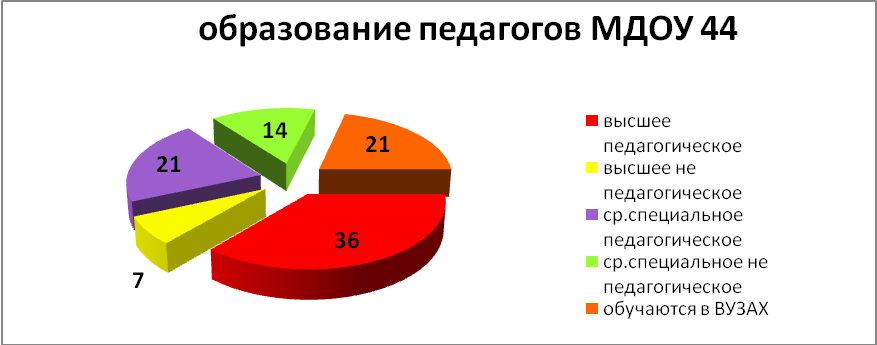 образование педагогов МДОУ 44
14
21
21
36
7
высшее
педагогическое
высшее не
педагогическое
ср.специальное
педагогическое
ср.специальное не
педагогическое
обучаются в ВУЗАХ